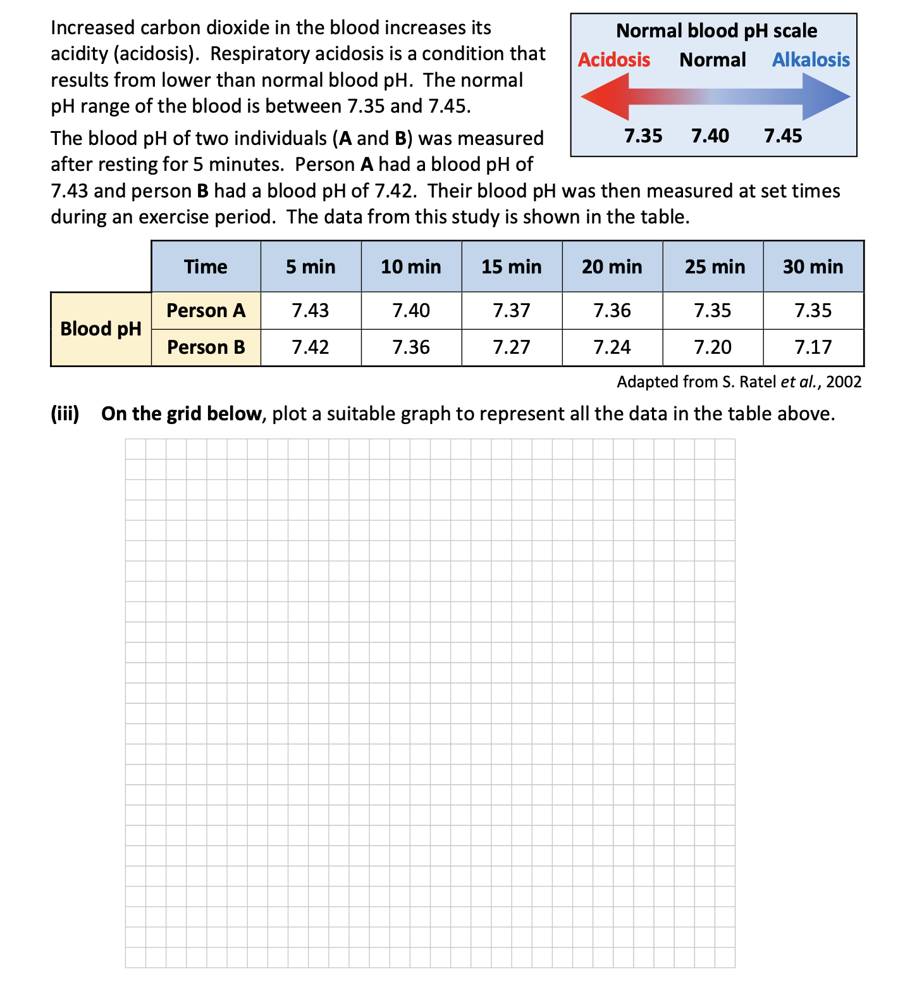 Increased carbon dioxide in the blood increases its
acidity (acidosis). Respiratory acidosis is a condition that
results from lower than normal blood pH. The normal
pH range of the blood is between 7.35 and 7.45.
Normal blood pH scale
Acidosis Normal Alkalosis
7.35 7.40 7.45
The blood pH of two individuals (A and B) was measured
after resting for 5 minutes. Person A had a blood pH of
7.43 and person B had a blood pH of 7.42. Their blood pH was then measured at set times
during an exercise period. The data from this study is shown in the table.
Time 5 min 10 min 15 min 20 min 25 min 30 min
Blood pH
Person A 7.43 7.40 7.37 7.36 7.35 7.35
Person B 7.42 7.36 7.27 7.24 7.20 7.17
Adapted from S. Ratel et al., 2002
(iii) On the grid below, plot a suitable graph to represent all the data in the table above.